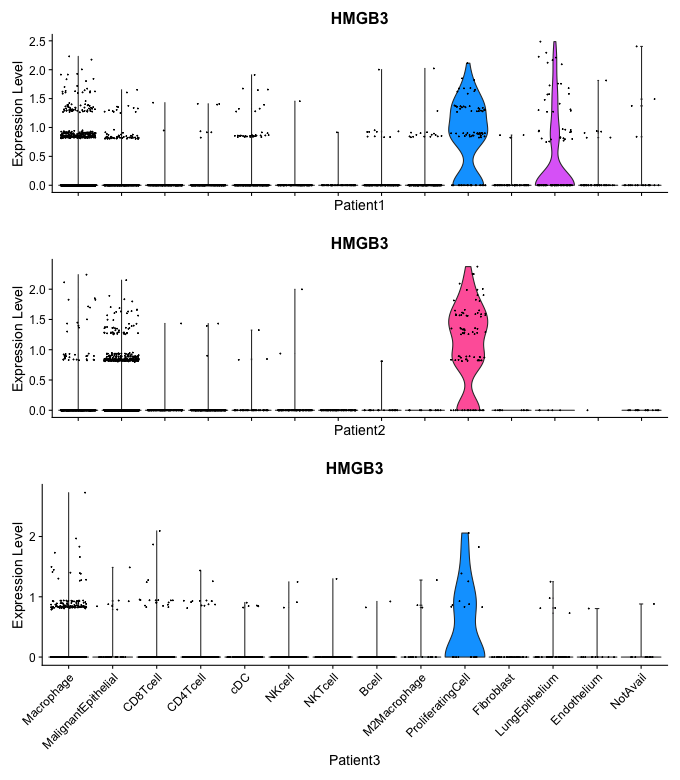 HMGB3
Expression Level
2.5
2.0
1.5
1.0
0.5
0.0
Patient1
HMGB3
Expression Level
2.0
1.5
1.0
0.5
0.0
Patient2
HMGB3
Expression Level
2
1
0
Macrophage
MalignantEpithelial
CD8Tcell
CD4Tcell
cDC
NKcell
NKTcell
Bcell
M2Macrophage
ProliferatingCell
Fibroblast
LungEpithelium
Endothelium
NotAvail
Patient3